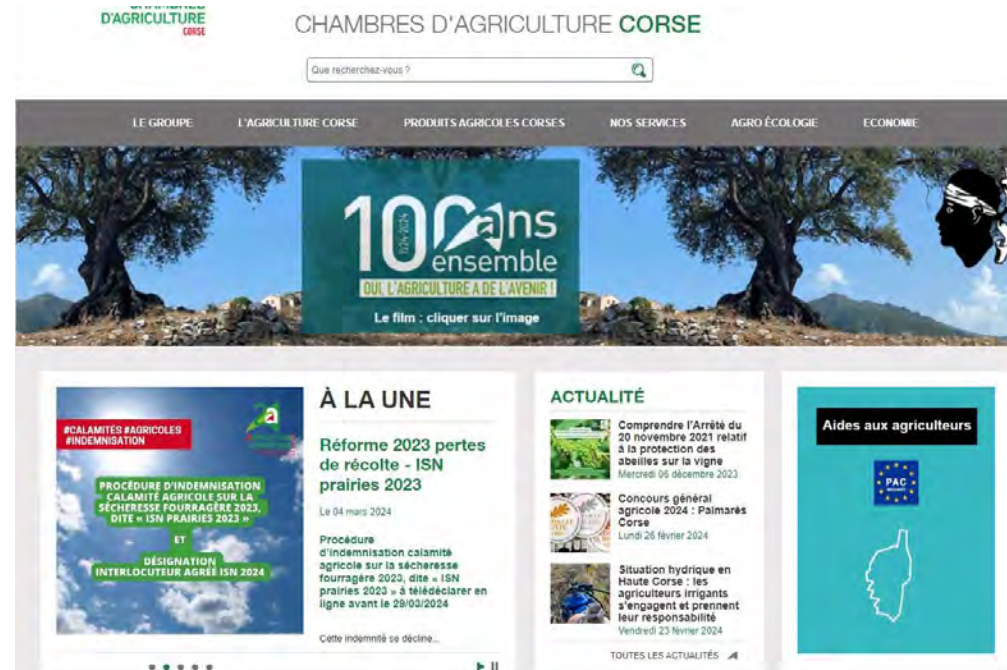 CHAMBRES
D'AGRICULTURE
CORSE
CHAMBRES D'AGRICULTURE CORSE
Que recherchez-vous ?
LE GROUPE
L'AGRICULTURE CORSE
PRODUITS AGRICOLES CORSES
NOS SERVICES
AGRO ÉCOLOGIE
ECONOMIE
100ans
1924-2024
ensemble
OUI, L'AGRICULTURE A DE L'AVENIR !
Le film : cliquer sur l'image
#CALAMITÉS #AGRICOLES
#INDEMNISATION
PROCÉDURE D'INDEMNISATION
CALAMITÉ AGRICOLE SUR LA
SÉCHERESSE FOURRAGÈRE 2023,
DITE « ISN PRAIRIES 2023 »
ET
DÉSIGNATION
INTERLOCUTEUR AGRÉÉ ISN 2024
À LA UNE
Réforme 2023 pertes
de récolte - ISN
prairies 2023
Le 04 mars 2024
Procédure
d'indemnisation calamité
agricole sur la sécheresse
fourragère 2023, dite « ISN
prairies 2023 » à télédéclarer en
ligne avant le 29/03/2024
Cette indemnité se décline...
ACTUALITÉ
Comprendre l'Arrêté du
20 novembre 2021 relatif
à la protection des
abeilles sur la vigne
Mercredi 06 décembre 2023
Concours général
agricole 2024 : Palmarès
Corse
Lundi 26 février 2024
Situation hydrique en
Haute Corse : les
agriculteurs irrigants
s'engagent et prennent
leur responsabilité
Vendredi 23 février 2024
TOUTES LES ACTUALITÉS
Aides aux agriculteurs
PAC